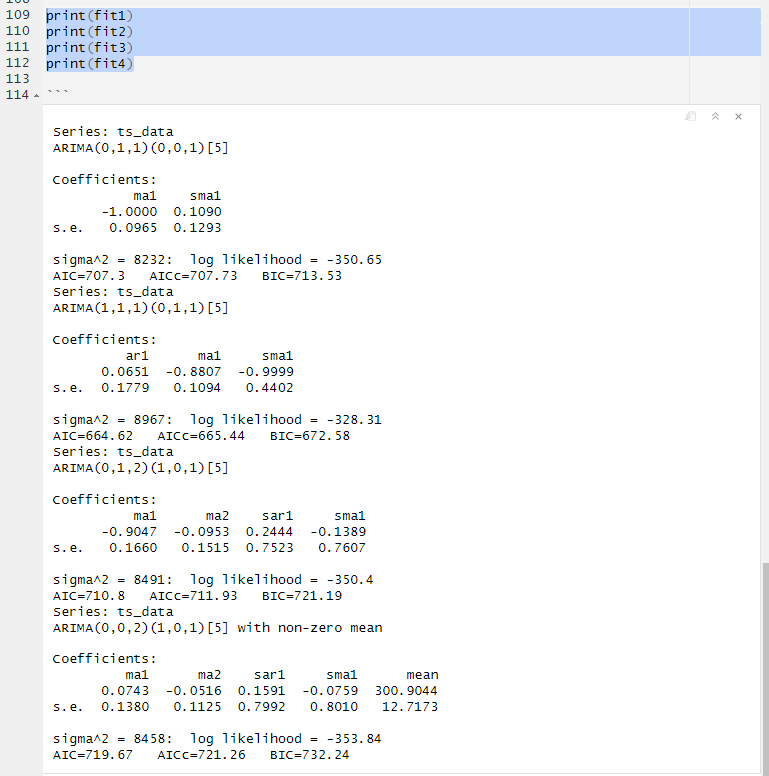 108
109 print(fit1)
110 print(fit2)
111 print(fit3)
112 print(fit4)
113
114 ```
Series: ts_data
ARIMA(0,1,1)(0,0,1)[5]
Coefficients:
ma1 sma1
-1.0000 0.1090
s.e. 0.0965 0.1293
sigma^2 = 8232: log likelihood = -350.65
AIC=707.3 AICc=707.73 BIC=713.53
Series: ts_data
ARIMA(1,1,1)(0,1,1)[5]
Coefficients:
ar1 ma1 sma1
0.0651 -0.8807 -0.9999
s.e. 0.1779 0.1094 0.4402
sigma^2 = 8967: log likelihood = -328.31
AIC=664.62 AICc=665.44 BIC=672.58
Series: ts_data
ARIMA(0,1,2)(1,0,1)[5]
Coefficients:
ma1 ma2 sar1 sma1
-0.9047 -0.0953 0.2444 -0.1389
s.e. 0.1660 0.1515 0.7523 0.7607
sigma^2 = 8491: log likelihood = -350.4
AIC=710.8 AICc=711.93 BIC=721.19
Series: ts_data
ARIMA(0,0,2)(1,0,1)[5] with non-zero mean
Coefficients:
ma1 ma2 sar1 sma1 mean
0.0743 -0.0516 0.1591 -0.0759 300.9044
s.e. 0.1380 0.1125 0.7992 0.8010 12.7173
sigma^2 = 8458: log likelihood = -353.84
AIC=719.67 AICc=721.26 BIC=732.24